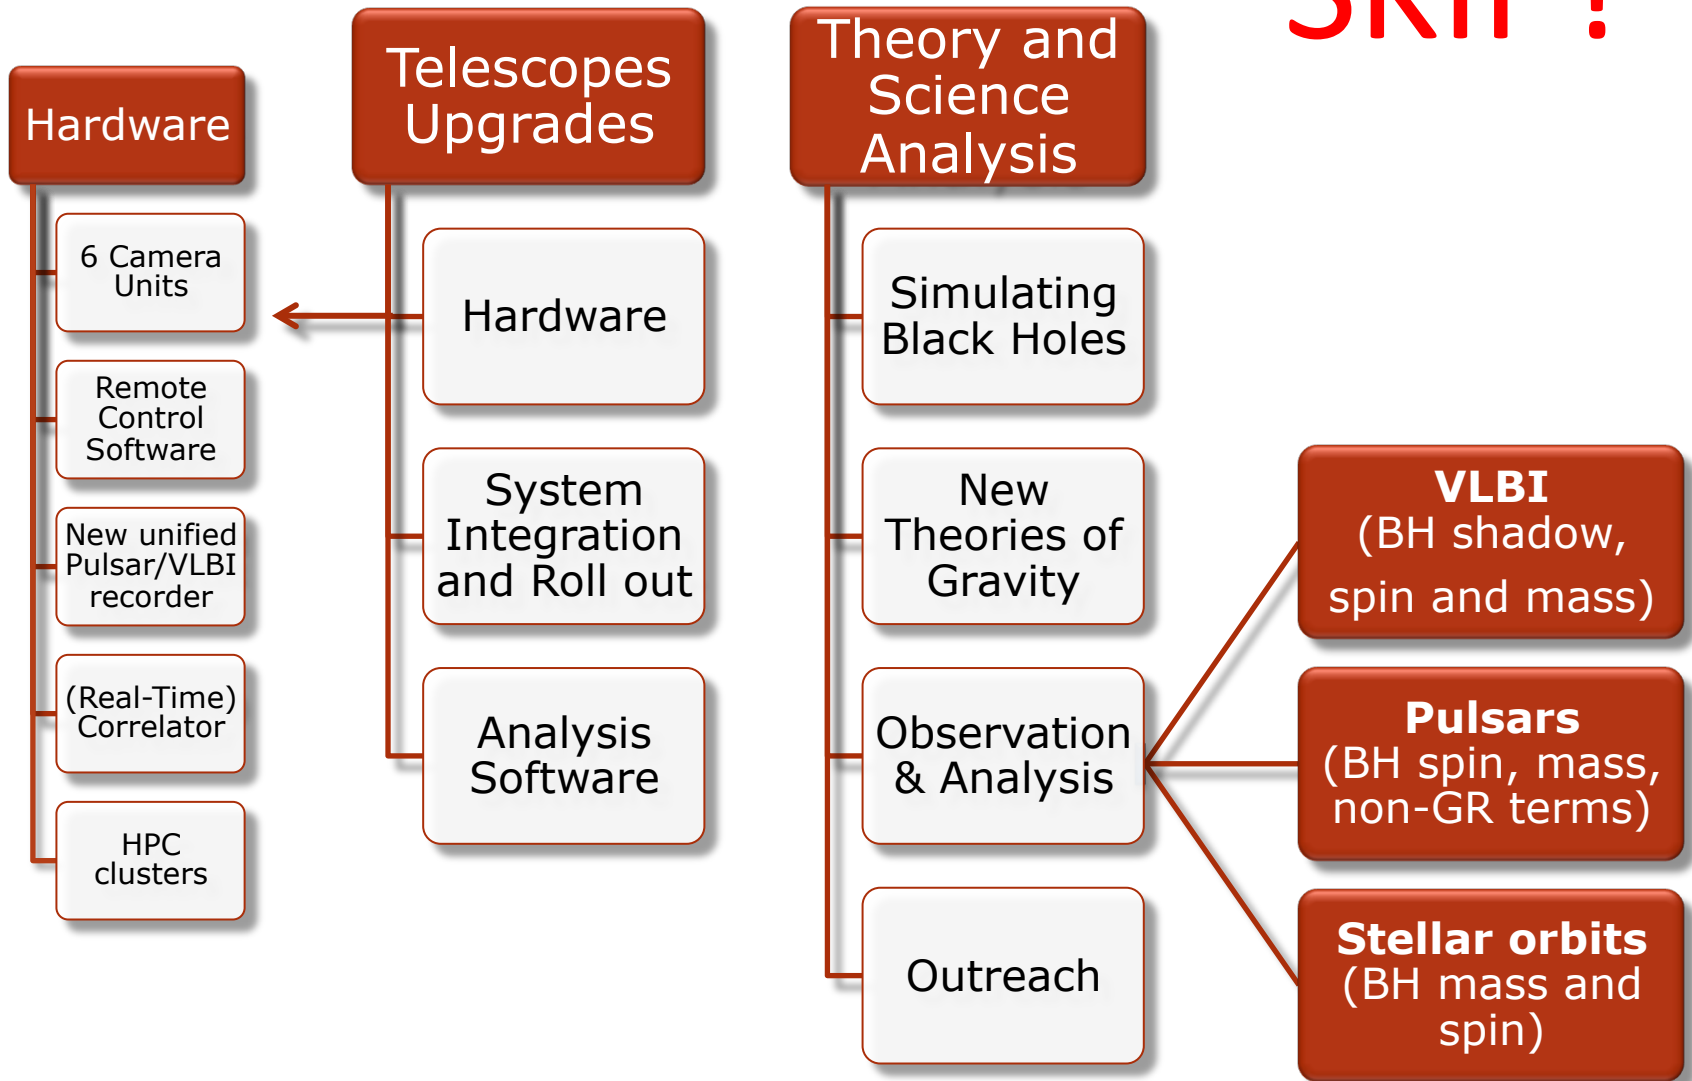 SKIP!
Hardware
6 Camera
Units
Remote
Control
Software
New unified
Pulsar/VLBI
recorder
(Real-Time)
Correlator
HPC
clusters
Telescopes
Upgrades
Hardware
System
Integration
and Roll out
Analysis
Software
Theory and
Science
Analysis
Simulating
Black Holes
New
Theories of
Gravity
Observation
& Analysis
Outreach
VLBI
(BH shadow,
spin and mass)
Pulsars
(BH spin, mass,
non-GR terms)
Stellar orbits
(BH mass and
spin)